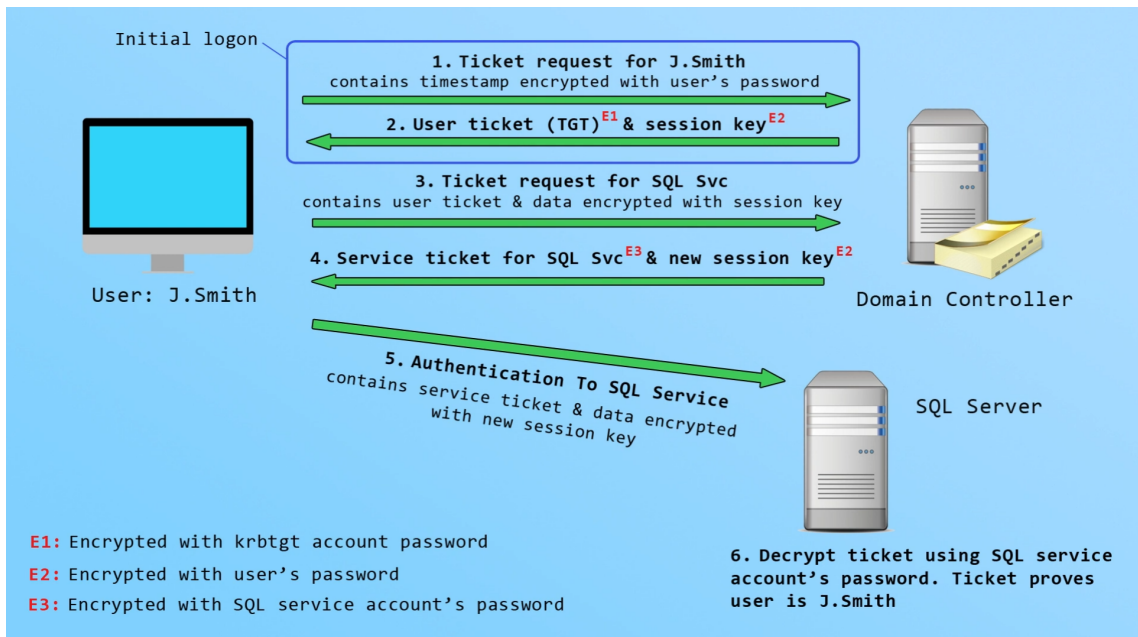 Initial logon
1. Ticket request for J.Smith
contains timestamp encrypted with user’s password
2. User ticket (TGT)E1 & session keyE2
3. Ticket request for SQL Svc
contains user ticket & data encrypted with session key
4. Service ticket for SQL SvcE3 & new session keyE2
User: J.Smith
Domain Controller
5. Authentication To SQL Service
contains service ticket & data encrypted
with new session key
SQL Server
E1: Encrypted with krbtgt account password
E2: Encrypted with user’s password
E3: Encrypted with SQL service account’s password
6. Decrypt ticket using SQL service
account’s password. Ticket proves
user is J.Smith